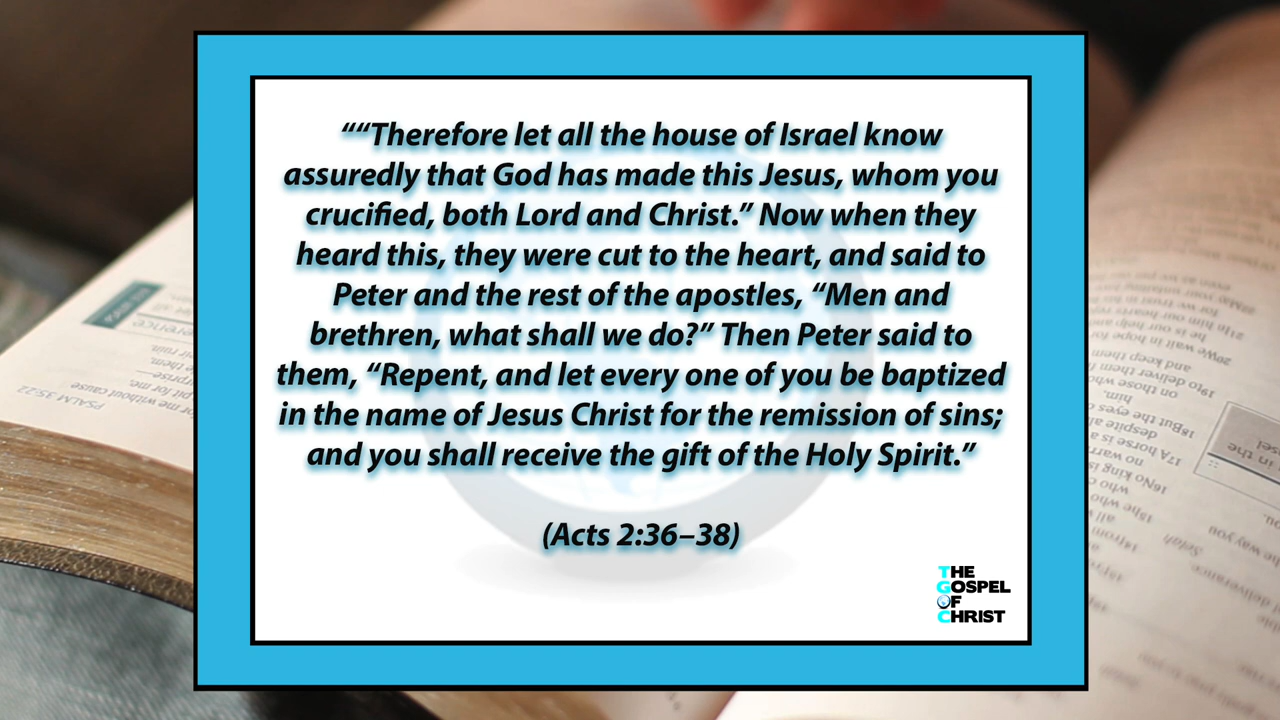 ““Therefore let all the house of Israel know
assuredly that God has made this Jesus, whom you
crucified, both Lord and Christ.” Now when they
heard this, they were cut to the heart, and said to
Peter and the rest of the apostles, “Men and
brethren, what shall we do?” Then Peter said to
them, “Repent, and let every one of you be baptized
in the name of Jesus Christ for the remission of sins;
and you shall receive the gift of the Holy Spirit.”
(Acts 2:36–38)
THE
GOSPEL
OF
CHRIST
PSALM 35:22